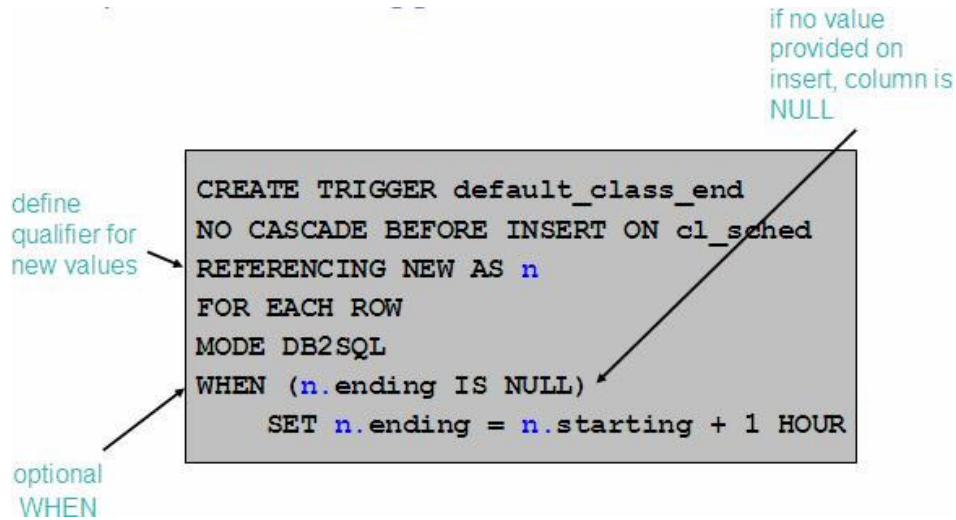 if no value
provided on
insert, column is
NULL
CREATE TRIGGER default_class_end
NO CASCADE BEFORE INSERT ON cl_sched
REFERENCING NEW AS n
FOR EACH ROW
MODE DB2SQL
WHEN (n.ending IS NULL)
SET n.ending = n.starting + 1 HOUR
define
qualifier for
new values
optional
WHEN